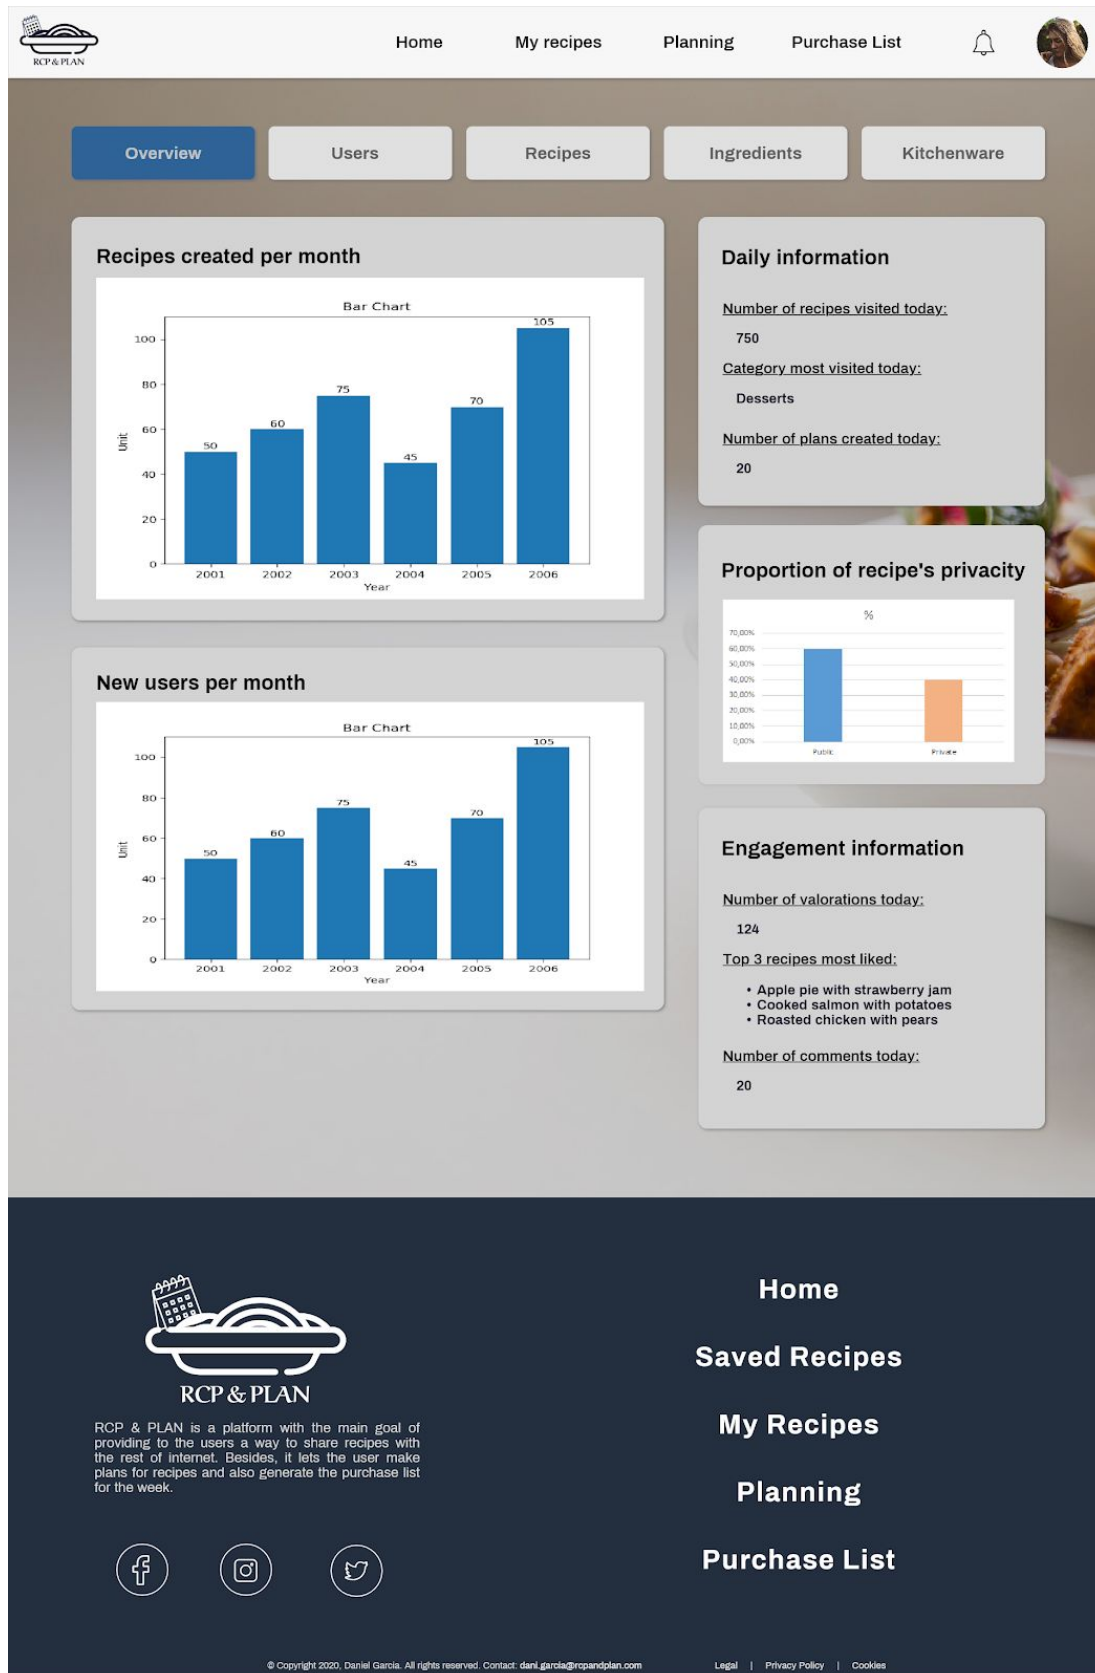 RCP & PLAN
Home
My recipes
Planning
Purchase List
Overview
Users
Recipes
Ingredients
Kitchenware
Recipes created per month
Bar Chart
105
100
80
75
70
60
60
50
45
40
20
0
Unit
2001 2002 2003 2004 2005 2006
Year
New users per month
Bar Chart
105
100
80
75
70
60
60
50
45
40
20
0
Unit
2001 2002 2003 2004 2005 2006
Year
Daily information
Number of recipes visited today:
750
Category most visited today:
Desserts
Number of plans created today:
20
Proportion of recipe's privacity
%
70,00%
60,00%
50,00%
40,00%
30,00%
20,00%
10,00%
0,00%
Public Private
Engagement information
Number of valorations today:
124
Top 3 recipes most liked:
• Apple pie with strawberry jam
• Cooked salmon with potatoes
• Roasted chicken with pears
Number of comments today:
20
RCP & PLAN
RCP & PLAN is a platform with the main goal of
providing to the users a way to share recipes with
the rest of internet. Besides, it lets the user make
plans for recipes and also generate the purchase list
for the week.
Home
Saved Recipes
My Recipes
Planning
Purchase List
© Copyright 2020, Daniel Garcia. All rights reserved. Contact: dani.garcia@rcpandplan.com
Legal | Privacy Policy | Cookies